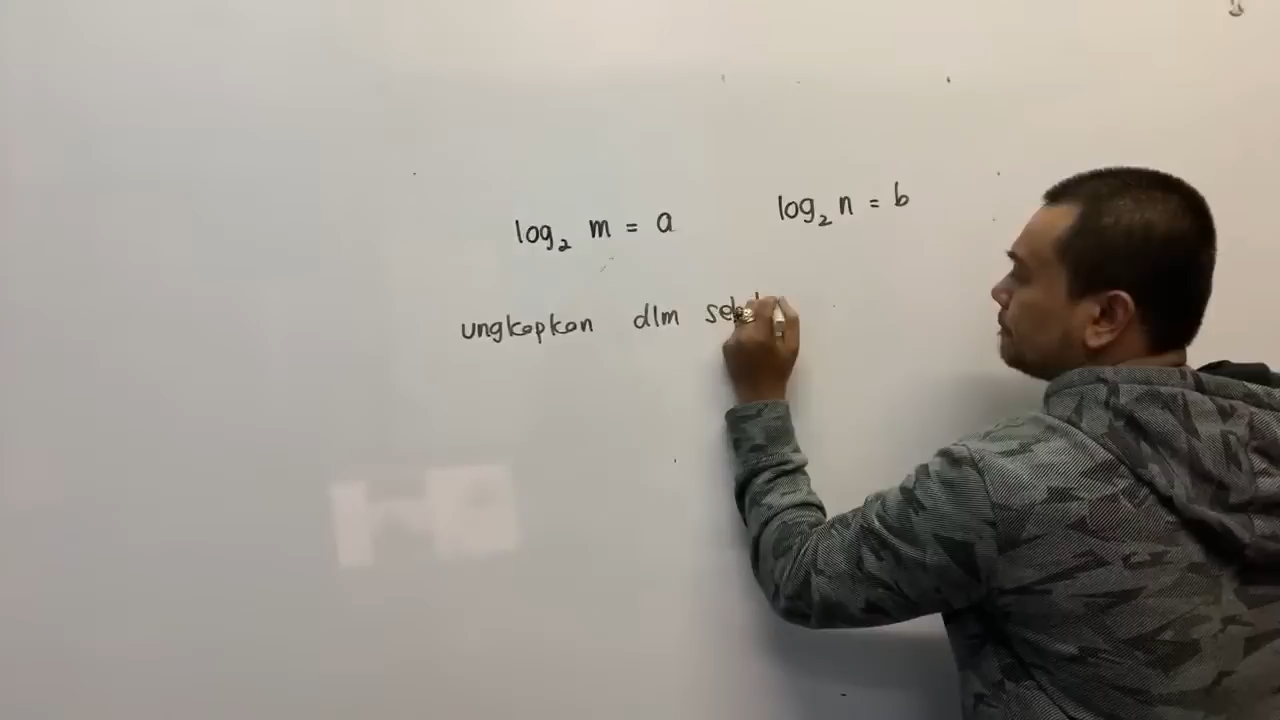 log₂ m = a
log₂ n = b
ungkapkan dlm